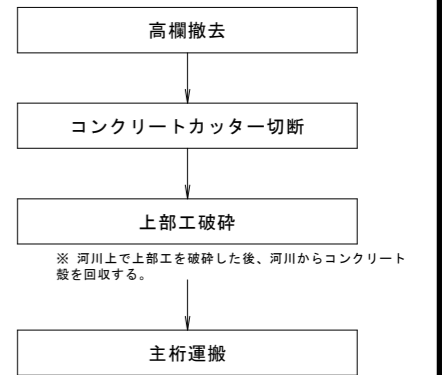 高欄撤去
コンクリートカッター切断
上部工破砕
※ 河川上で上部工を破砕した後、河川からコンクリート
殻を回収する。
主桁運搬